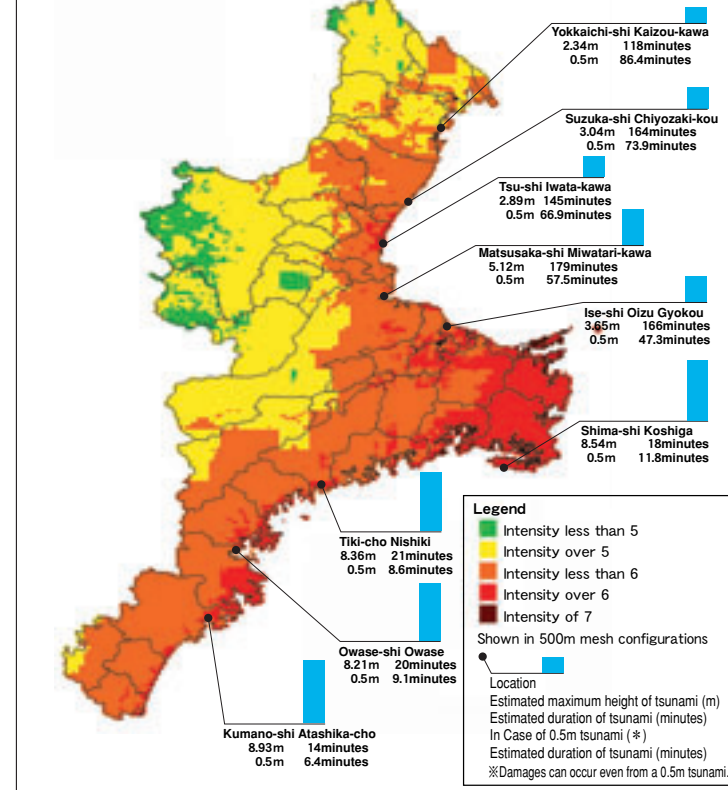 Yokkaichi-shi Kaizou-kawa
2.34m 118minutes
0.5m 86.4minutes
Suzuka-shi Chiyozaki-kou
3.04m 164minutes
0.5m 73.9minutes
Tsu-shi Iwata-kawa
2.89m 145minutes
0.5m 66.9minutes
Matsusaka-shi Miwatari-kawa
5.12m 179minutes
0.5m 57.5minutes
Ise-shi Oizu Gyokou
3.65m 166minutes
0.5m 47.3minutes
Shima-shi Koshiga
8.54m 18minutes
0.5m 11.8minutes
Tiki-cho Nishiki
8.36m 21minutes
0.5m 8.6minutes
Owase-shi Owase
8.21m 20minutes
0.5m 9.1minutes
Kumano-shi Atashika-cho
8.93m 14minutes
0.5m 6.4minutes
Legend
Intensity less than 5
Intensity over 5
Intensity less than 6
Intensity over 6
Intensity of 7
Shown in 500m mesh configurations
Location
Estimated maximum height of tsunami (m)
Estimated duration of tsunami (minutes)
In Case of 0.5m tsunami (＊)
Estimated duration of tsunami (minutes)
※Damages can occur even from a 0.5m tsunami.